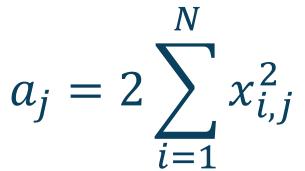 a_j = 2 \sum_{i=1}^{N} x_{i,j}^{2}